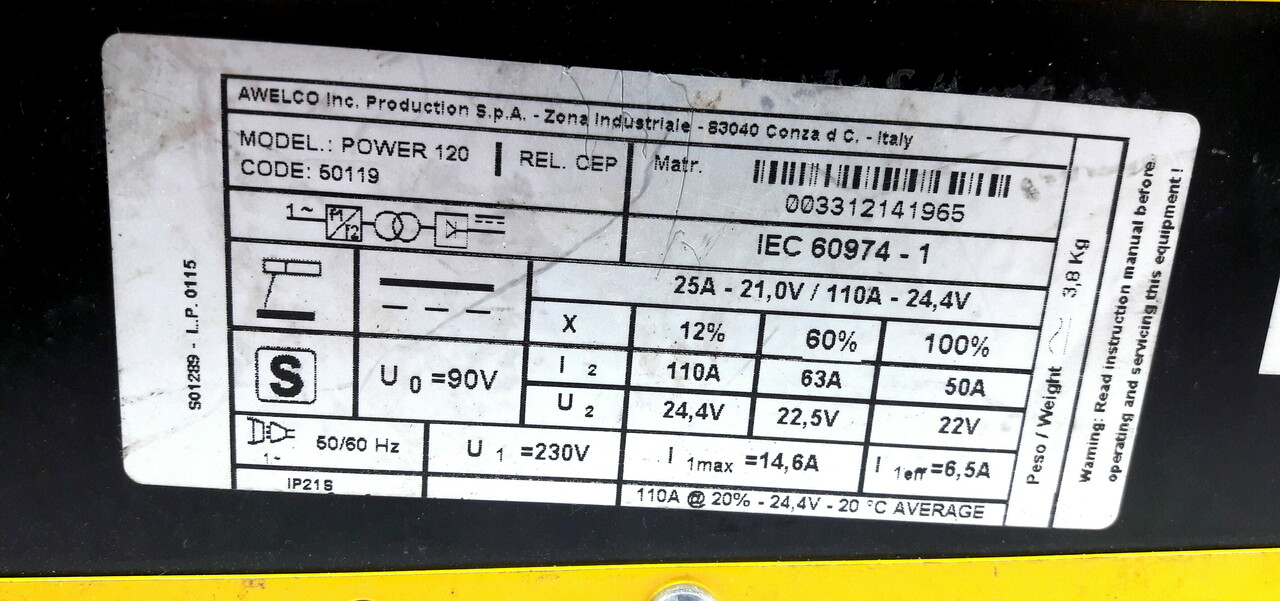 AWELCO Inc. Production S.p.A. - Zona Industriale - 83040 Conza d C. - Italy
MODEL.: POWER 120
CODE: 50119
REL. CEP
Matr.
003312141965
1~ f1 f2
IEC 60974 - 1
25A - 21,0V / 110A - 24,4V
X 12% 60% 100%
I 2 110A 63A 50A
U 2 24,4V 22,5V 22V
S
U 0 =90V
1~ 50/60 Hz
U 1 =230V
I 1max =14,6A
I 1eff =6,5A
IP21S
110A @ 20% - 24,4V - 20 °C AVERAGE
S01289 - L.P. 0115
Peso / Weight ~ 3,8 Kg
Warning: Read instruction manual before
operating and servicing this equipment !